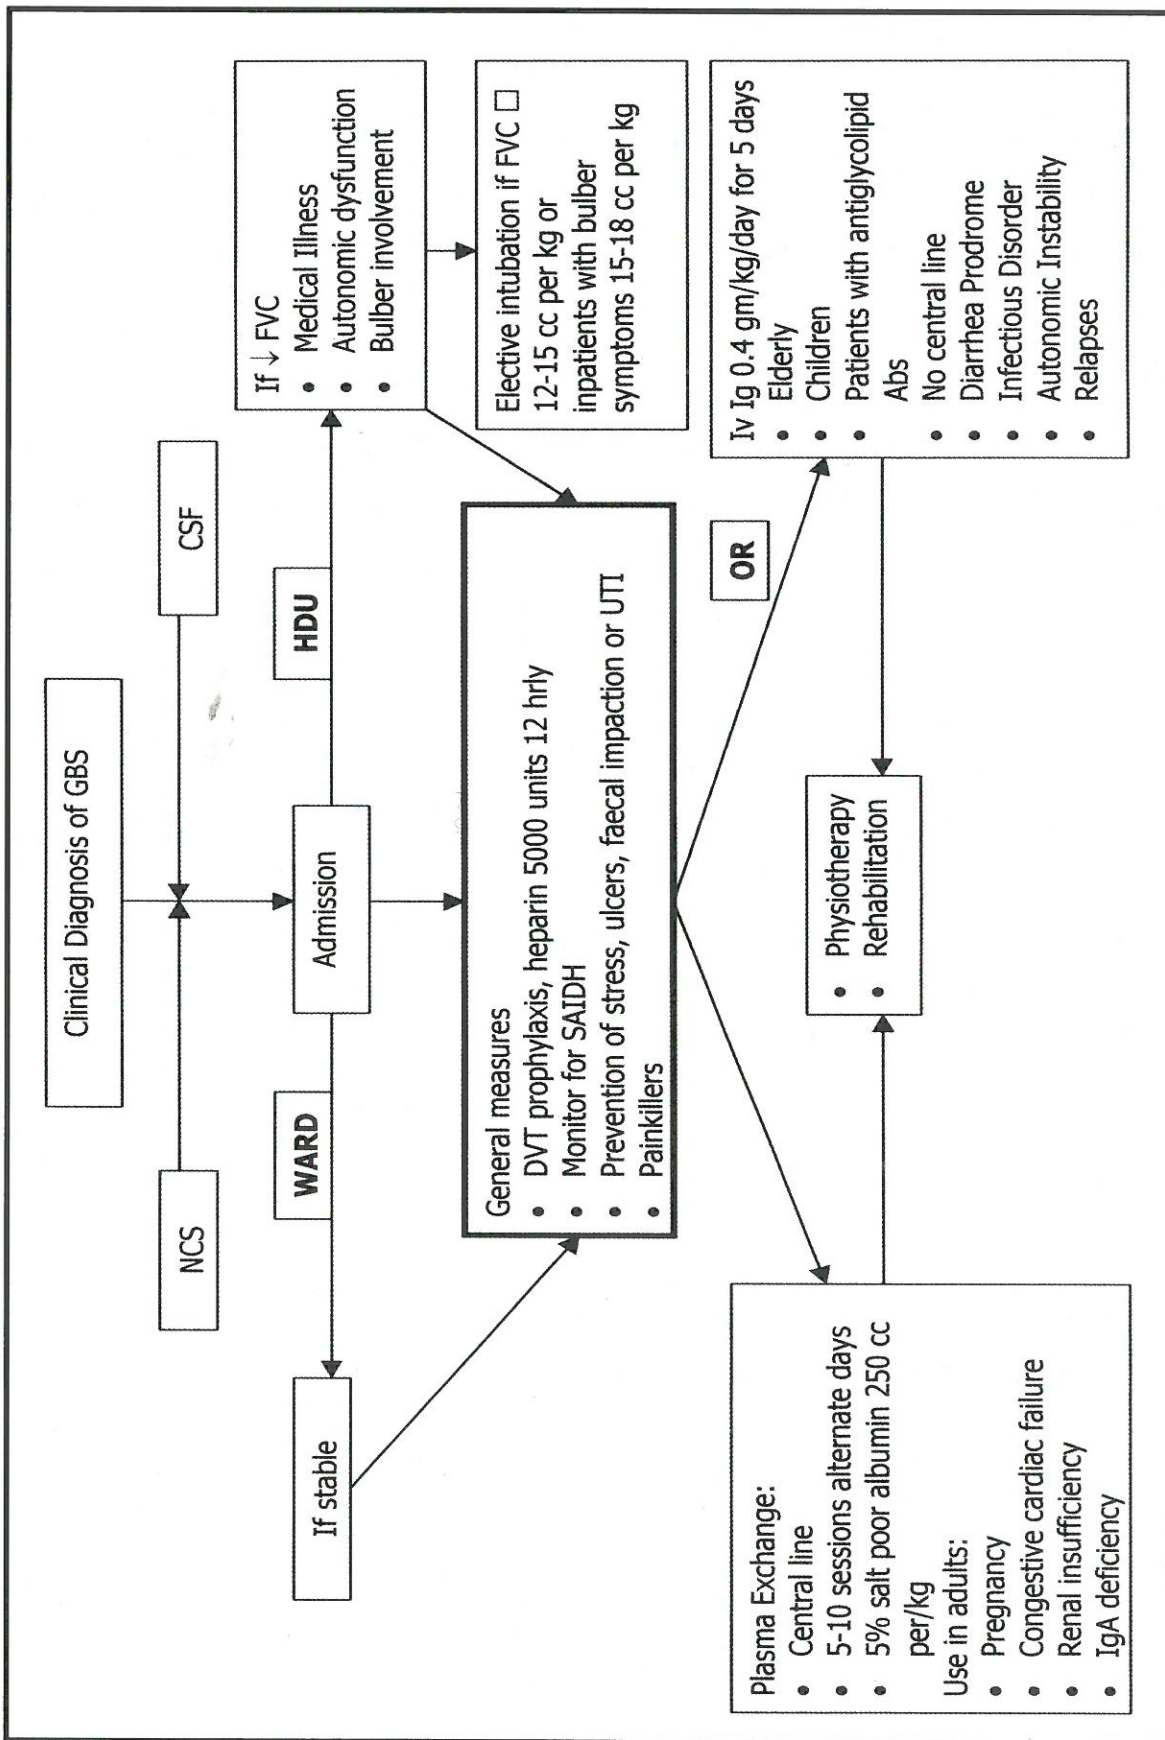 Clinical Diagnosis of GBS
NCS
CSF
WARD
Admission
HDU
If stable
If ↓ FVC
• Medical Illness
• Autonomic dysfunction
• Bulber involvement
Elective intubation if FVC □
12-15 cc per kg or
inpatients with bulber
symptoms 15-18 cc per kg
General measures
• DVT prophylaxis, heparin 5000 units 12 hrly
• Monitor for SAIDH
• Prevention of stress, ulcers, faecal impaction or UTI
• Painkillers
OR
Plasma Exchange:
• Central line
• 5-10 sessions alternate days
• 5% salt poor albumin 250 cc
per/kg
Use in adults:
• Pregnancy
• Congestive cardiac failure
• Renal insufficiency
• IgA deficiency
• Physiotherapy
• Rehabilitation
Iv Ig 0.4 gm/kg/day for 5 days
• Elderly
• Children
• Patients with antiglycolipid
Abs
• No central line
• Diarrhea Prodrome
• Infectious Disorder
• Autonomic Instability
• Relapses